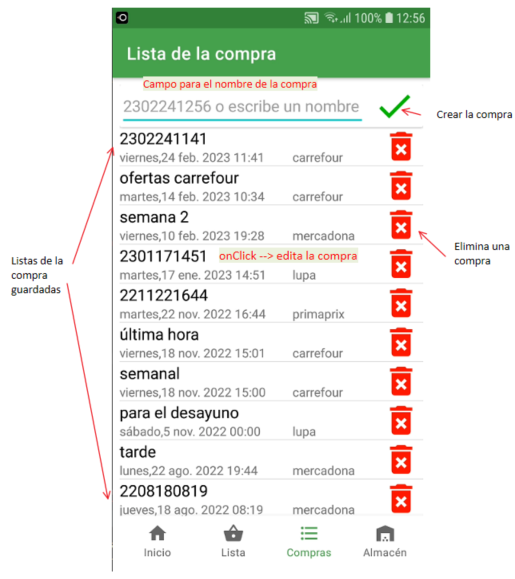 100% 12:56
Lista de la compra
Campo para el nombre de la compra
2302241256 o escribe un nombre
Crear la compra
2302241141
viernes,24 feb. 2023 11:41 carrefour
ofertas carrefour
martes,14 feb. 2023 10:34 carrefour
semana 2
viernes,10 feb. 2023 19:28 mercadona
Elimina una
compra
2301171451
onClick --> edita la compra
martes,17 ene. 2023 14:51 lupa
Listas de la
compra
guardadas
2211221644
martes,22 nov. 2022 16:44 primaprix
última hora
viernes,18 nov. 2022 15:01 carrefour
semanal
viernes,18 nov. 2022 15:00 carrefour
para el desayuno
sábado,5 nov. 2022 00:00 lupa
tarde
lunes,22 ago. 2022 19:44 mercadona
2208180819
jueves,18 ago. 2022 08:19 mercadona
Inicio Lista Compras Almacén